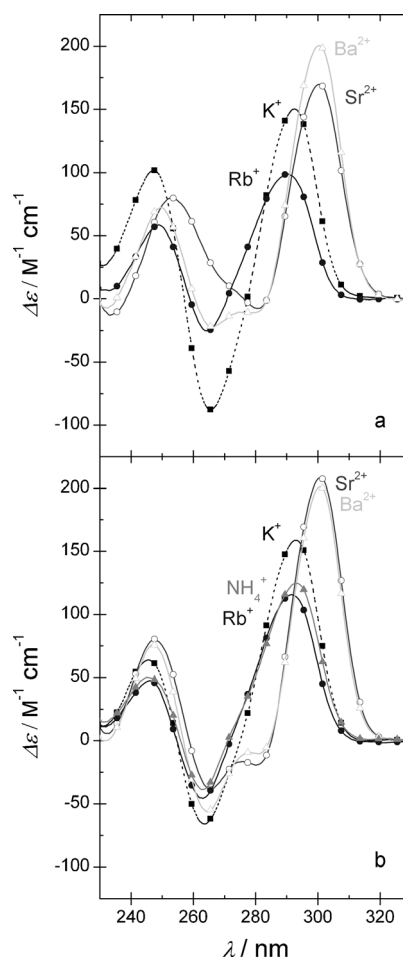 200
150
100
50
0
-50
-100
Δε / M⁻¹ cm⁻¹
Ba²⁺
K⁺
Sr²⁺
Rb⁺
a
200
150
100
50
0
-50
-100
Δε / M⁻¹ cm⁻¹
Sr²⁺
Ba²⁺
K⁺
NH₄⁺
Rb⁺
b
240 260 280 300 320
λ / nm